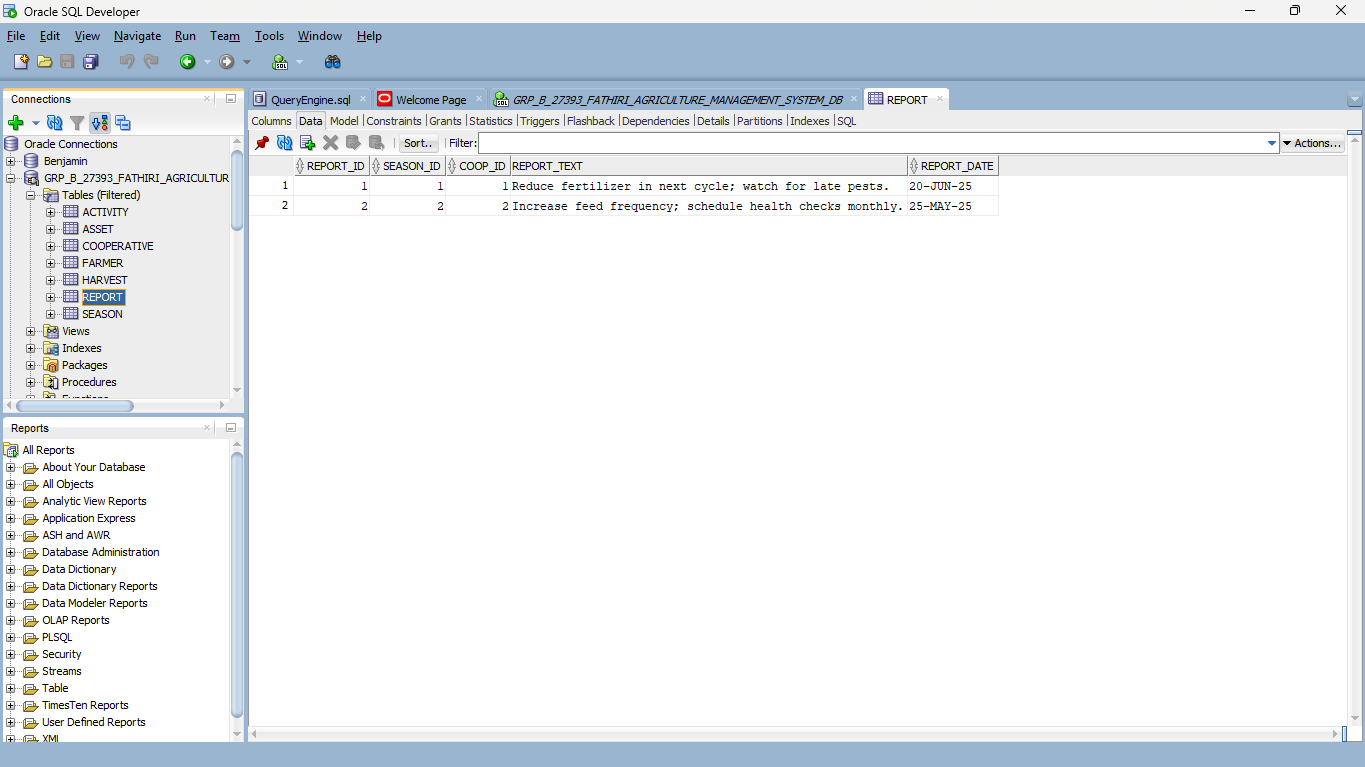 Oracle SQL Developer
File Edit View Navigate Run Team Tools Window Help
Connections
Oracle Connections
Benjamin
GRP_B_27393_FATHIRI_AGRICULTUR
Tables (Filtered)
ACTIVITY
ASSET
COOPERATIVE
FARMER
HARVEST
REPORT
SEASON
Views
Indexes
Packages
Procedures
Reports
All Reports
About Your Database
All Objects
Analytic View Reports
Application Express
ASH and AWR
Database Administration
Data Dictionary
Data Dictionary Reports
Data Modeler Reports
OLAP Reports
PLSQL
Security
Streams
Table
TimesTen Reports
User Defined Reports
XML
QueryEngine.sql Welcome Page GRP_B_27393_FATHIRI_AGRICULTURE_MANAGEMENT_SYSTEM_DB REPORT
Columns Data Model Constraints Grants Statistics Triggers Flashback Dependencies Details Partitions Indexes SQL
Sort.. Filter: Actions...
REPORT_ID SEASON_ID COOP_ID REPORT_TEXT REPORT_DATE
1 1 1 1 Reduce fertilizer in next cycle; watch for late pests. 20-JUN-25
2 2 2 2 Increase feed frequency; schedule health checks monthly. 25-MAY-25